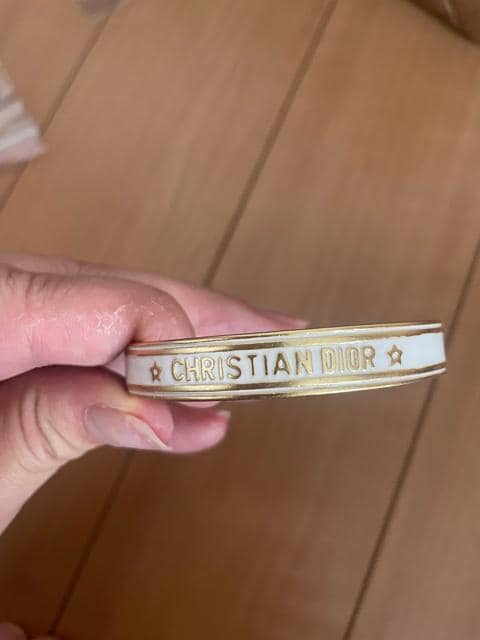 ☆ CHRISTIAN DIOR ☆